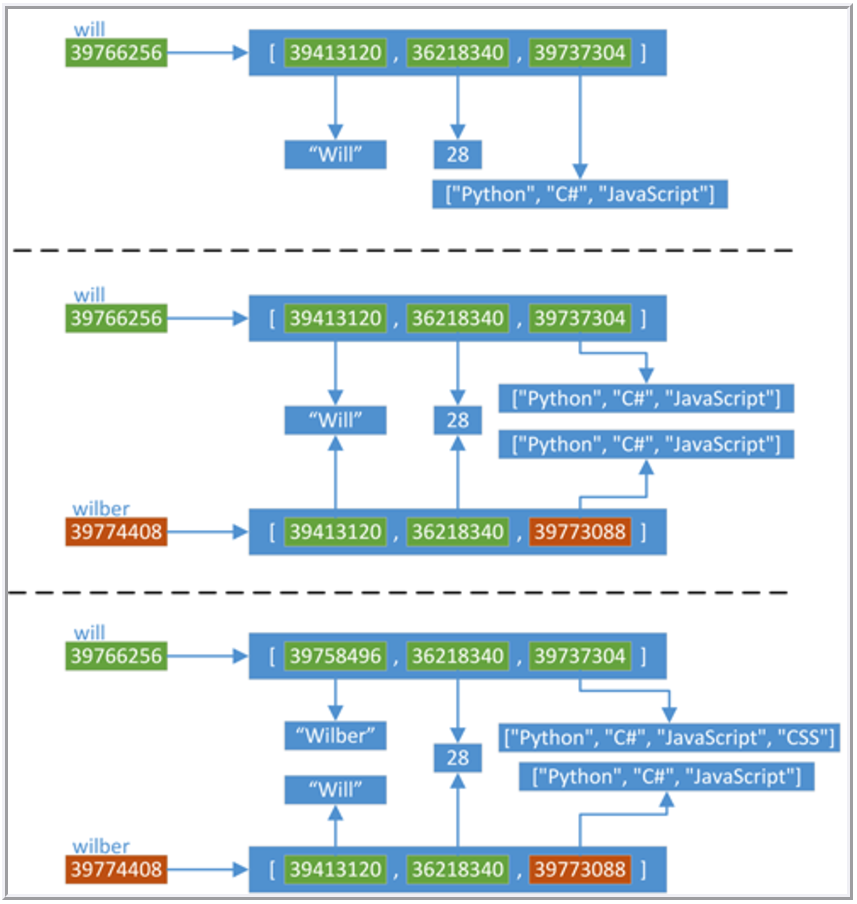 will
39766256 [ 39413120 , 36218340 , 39737304 ]
“Will” 28
["Python", "C#", "JavaScript"]
will
39766256 [ 39413120 , 36218340 , 39737304 ]
["Python", "C#", "JavaScript"]
“Will” 28
["Python", "C#", "JavaScript"]
wilber
39774408 [ 39413120 , 36218340 , 39773088 ]
will
39766256 [ 39758496 , 36218340 , 39737304 ]
“Wilber” ["Python", "C#", "JavaScript", "CSS"]
28
["Python", "C#", "JavaScript"]
“Will”
wilber
39774408 [ 39413120 , 36218340 , 39773088 ]